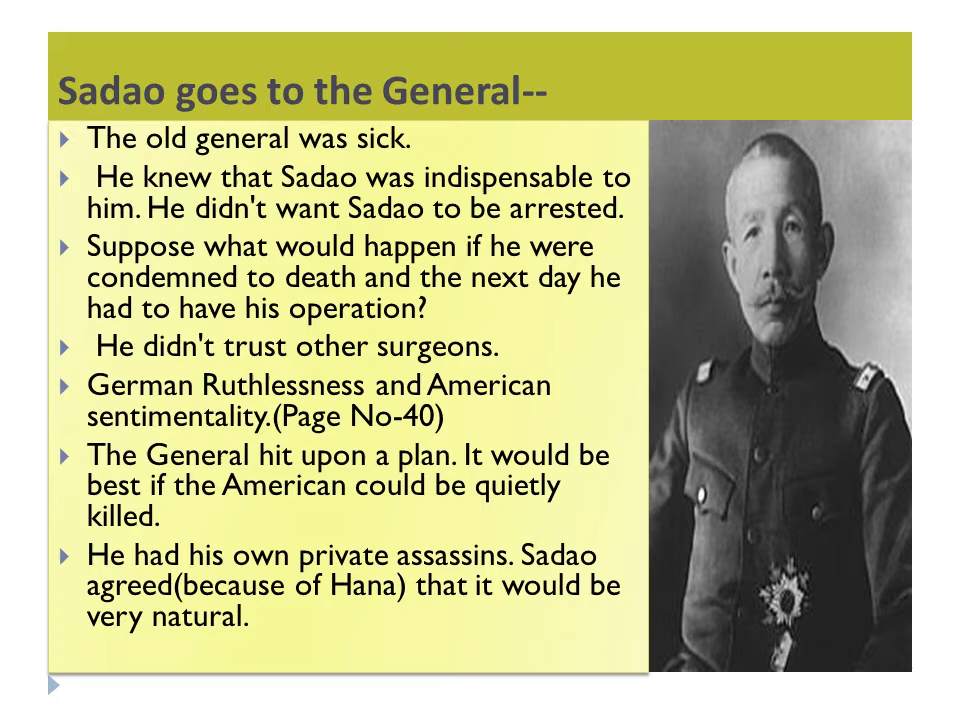 Sadao goes to the General--
The old general was sick.
He knew that Sadao was indispensable to
him. He didn't want Sadao to be arrested.
Suppose what would happen if he were
condemned to death and the next day he
had to have his operation?
He didn't trust other surgeons.
German Ruthlessness and American
sentimentality.(Page No-40)
The General hit upon a plan. It would be
best if the American could be quietly
killed.
He had his own private assassins. Sadao
agreed(because of Hana) that it would be
very natural.